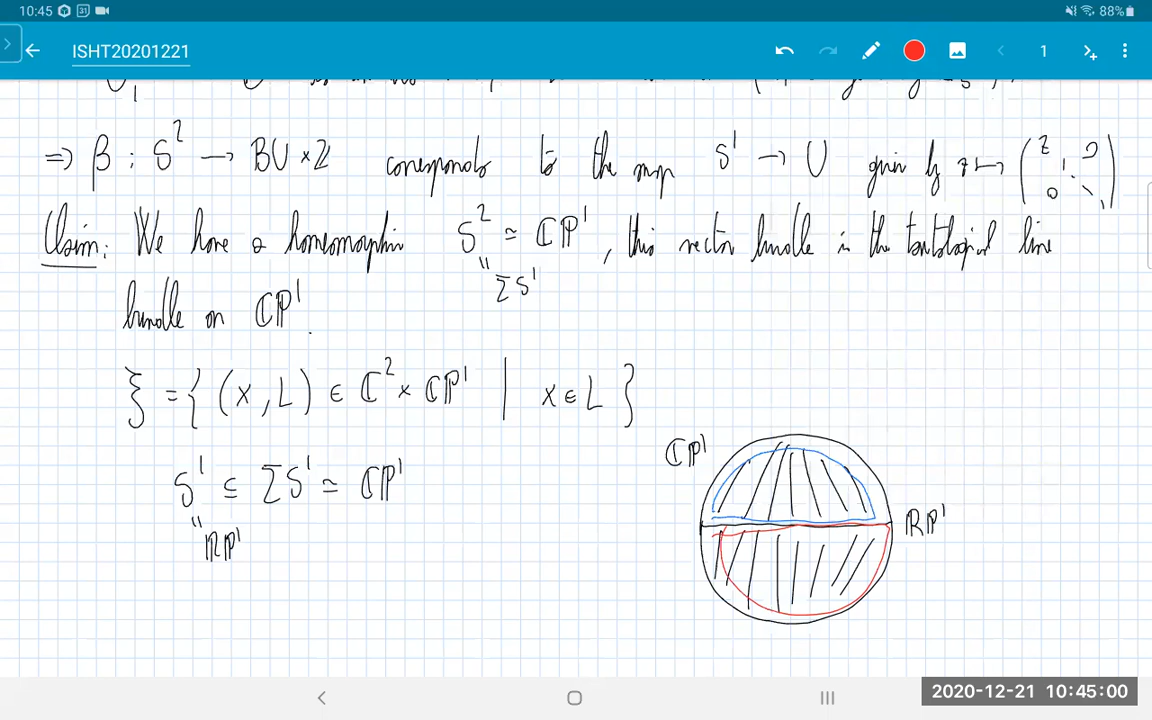 10:45
88%
ISHT20201221
1
=> β : S² → BU × Z corresponds to the map S¹ → U given by z ↦ (z 0 1 0 ⋱ 1)
Claim: We have a homeomorphism S² ≃ CP¹, this vector bundle is the tautological line
" ΣS¹
bundle on CP¹.
ξ = { (x, L) ∈ C² × CP¹ | x ∈ L }
CP¹
S¹ ⊆ ΣS¹ ≃ CP¹
RP¹
" RP¹
2020-12-21 10:45:00